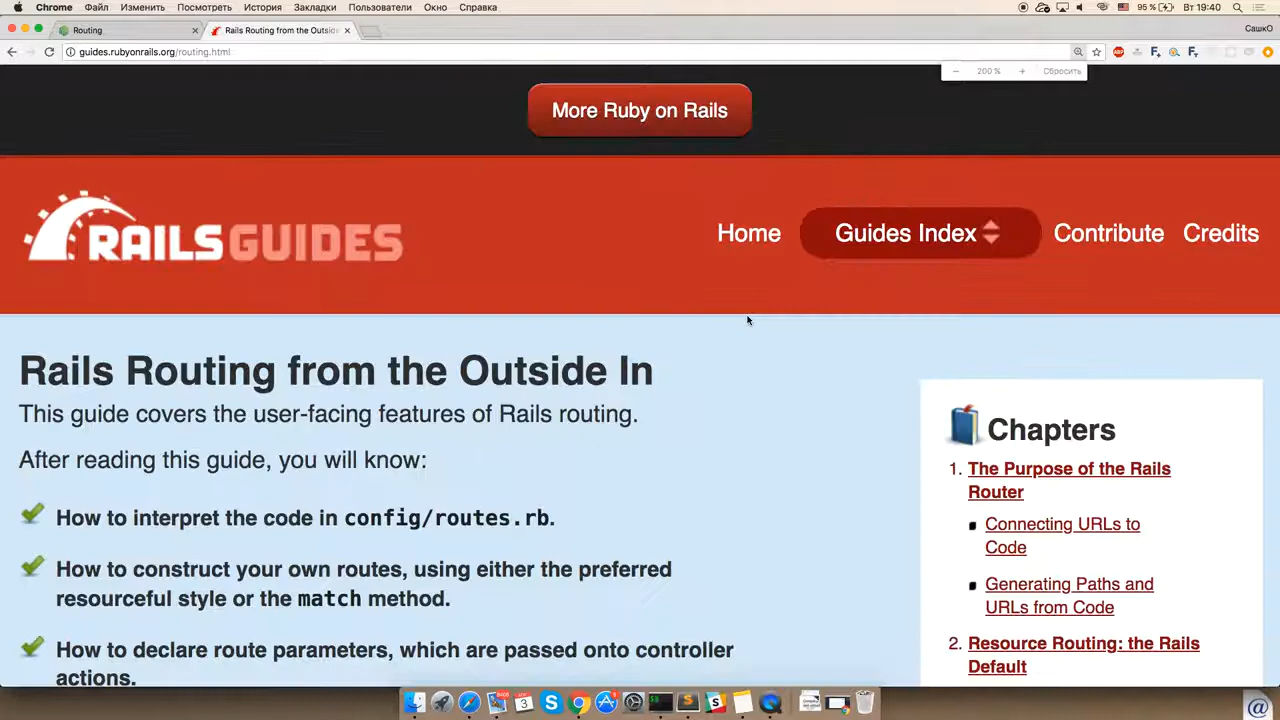 Chrome Файл Изменить Посмотреть История Закладки Пользователи Окно Справка 95 % Вт 19:40
Routing Rails Routing from the Outsid СашкО
guides.rubyonrails.org/routing.html
200 % Сбросить
More Ruby on Rails
RAILSGUIDES
Home Guides Index Contribute Credits
Rails Routing from the Outside In
This guide covers the user-facing features of Rails routing.
After reading this guide, you will know:
How to interpret the code in config/routes.rb.
How to construct your own routes, using either the preferred
resourceful style or the match method.
How to declare route parameters, which are passed onto controller
actions.
Chapters
1. The Purpose of the Rails
Router
Connecting URLs to
Code
Generating Paths and
URLs from Code
2. Resource Routing: the Rails
Default